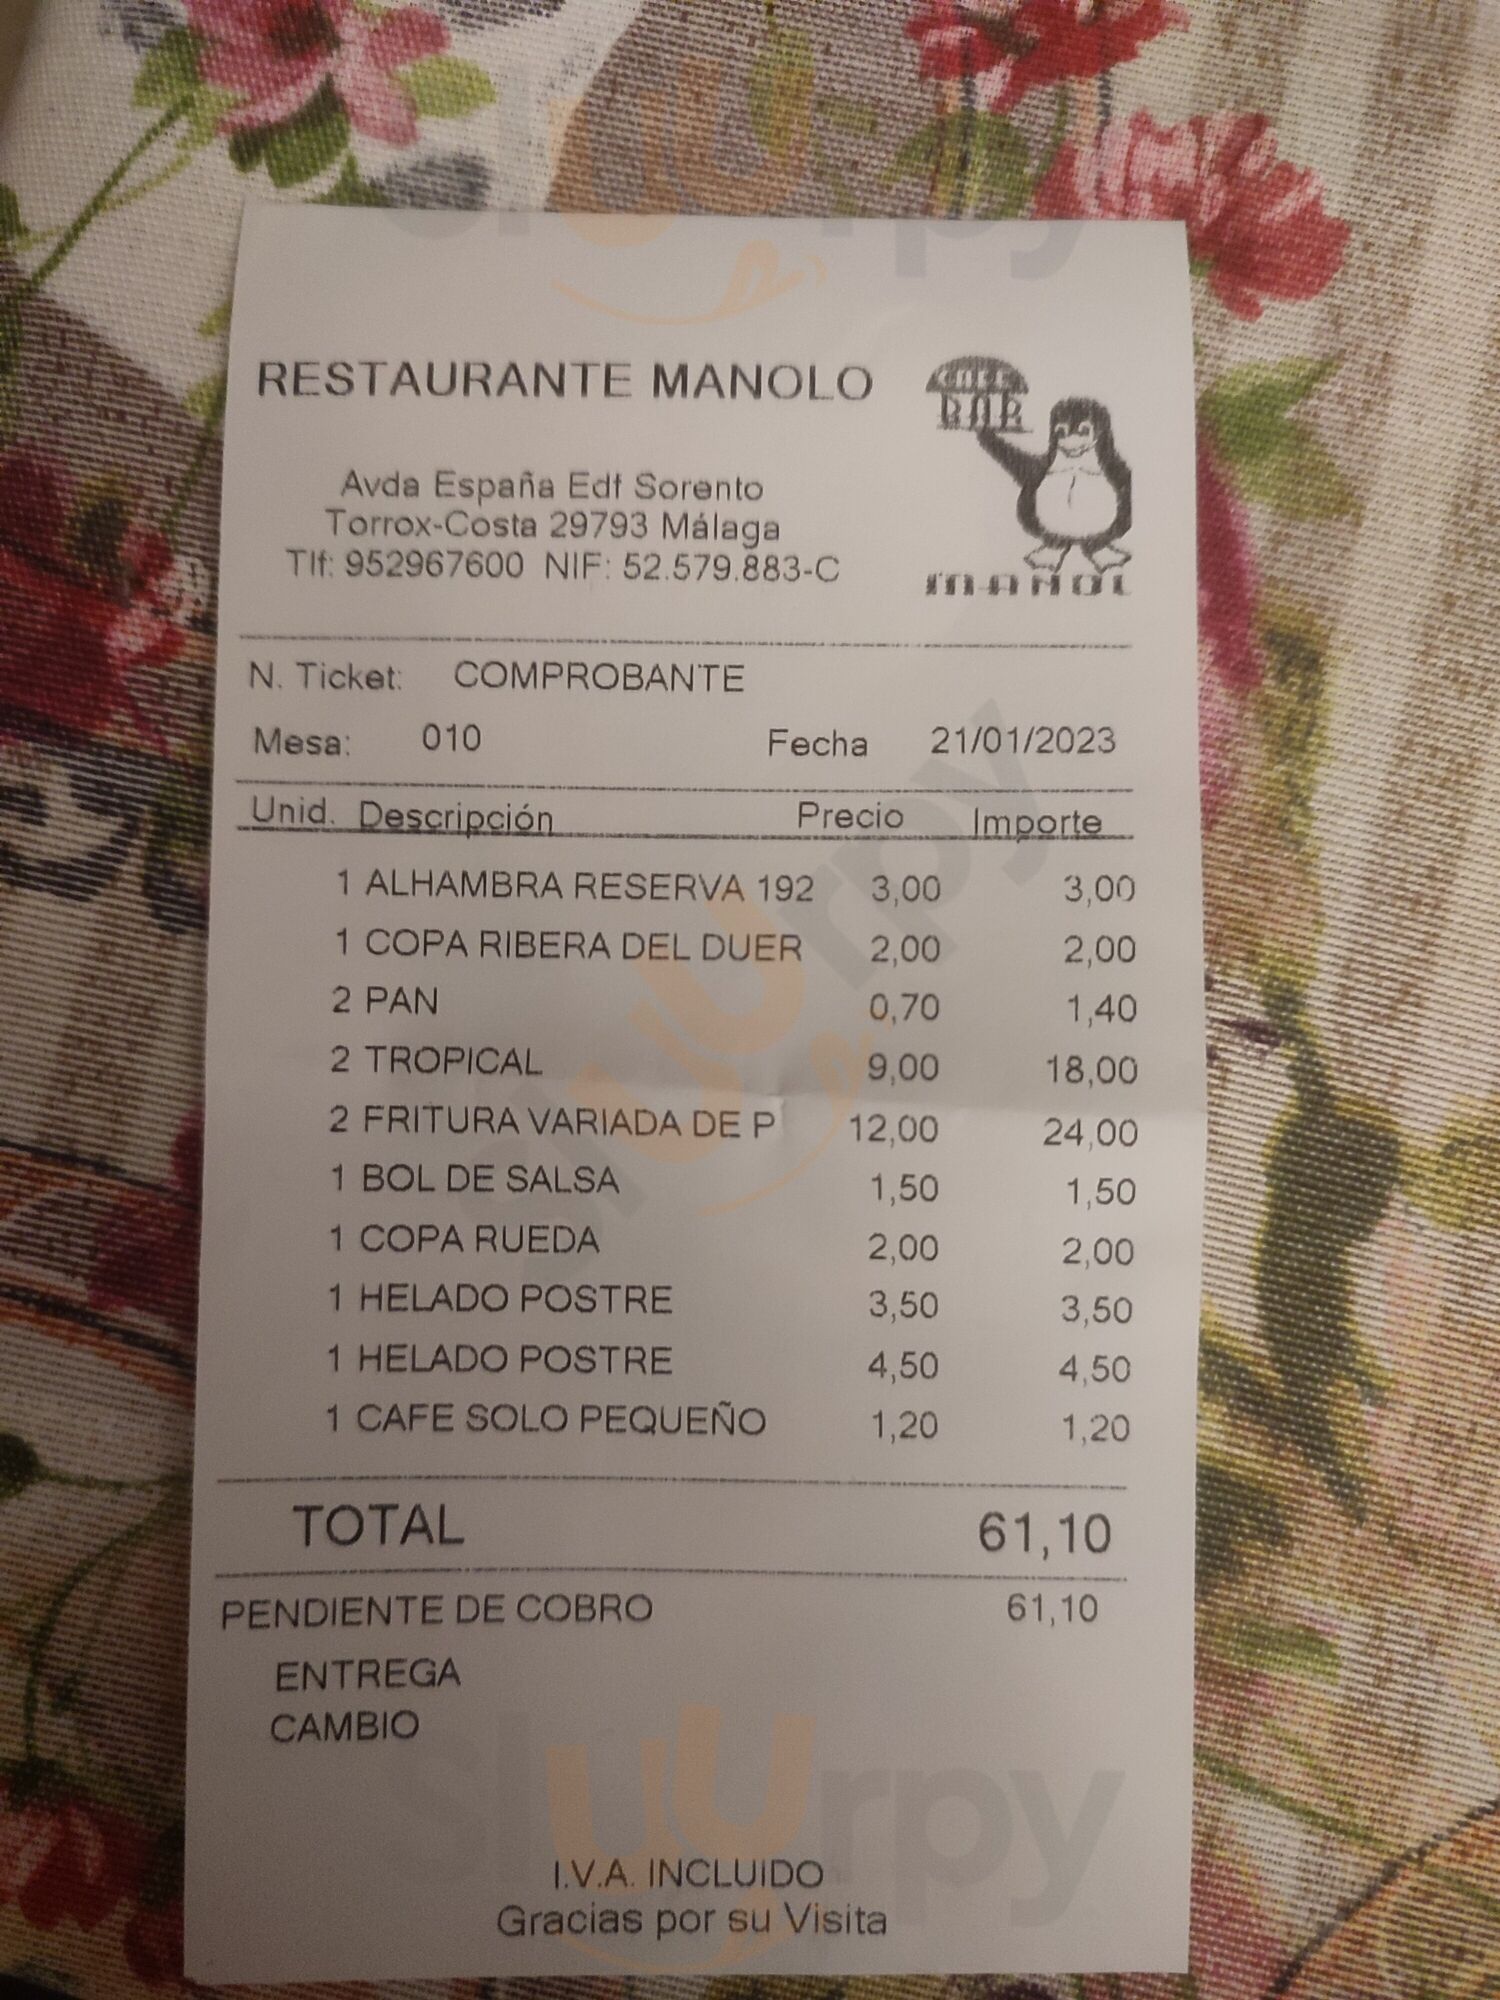 RESTAURANTE MANOLO
CAFE
BAR
Avda España Edf Sorento
Torrox-Costa 29793 Málaga
Tlf: 952967600 NIF: 52.579.883-C
MANOL
N. Ticket: COMPROBANTE
Mesa: 010 Fecha 21/01/2023
Unid. Descripción Precio Importe
1 ALHAMBRA RESERVA 192 3,00 3,00
1 COPA RIBERA DEL DUER 2,00 2,00
2 PAN 0,70 1,40
2 TROPICAL 9,00 18,00
2 FRITURA VARIADA DE P 12,00 24,00
1 BOL DE SALSA 1,50 1,50
1 COPA RUEDA 2,00 2,00
1 HELADO POSTRE 3,50 3,50
1 HELADO POSTRE 4,50 4,50
1 CAFE SOLO PEQUEÑO 1,20 1,20
TOTAL 61,10
PENDIENTE DE COBRO 61,10
ENTREGA
CAMBIO
I.V.A. INCLUIDO
Gracias por su Visita
sluurpy
sluurpy
sluurpy